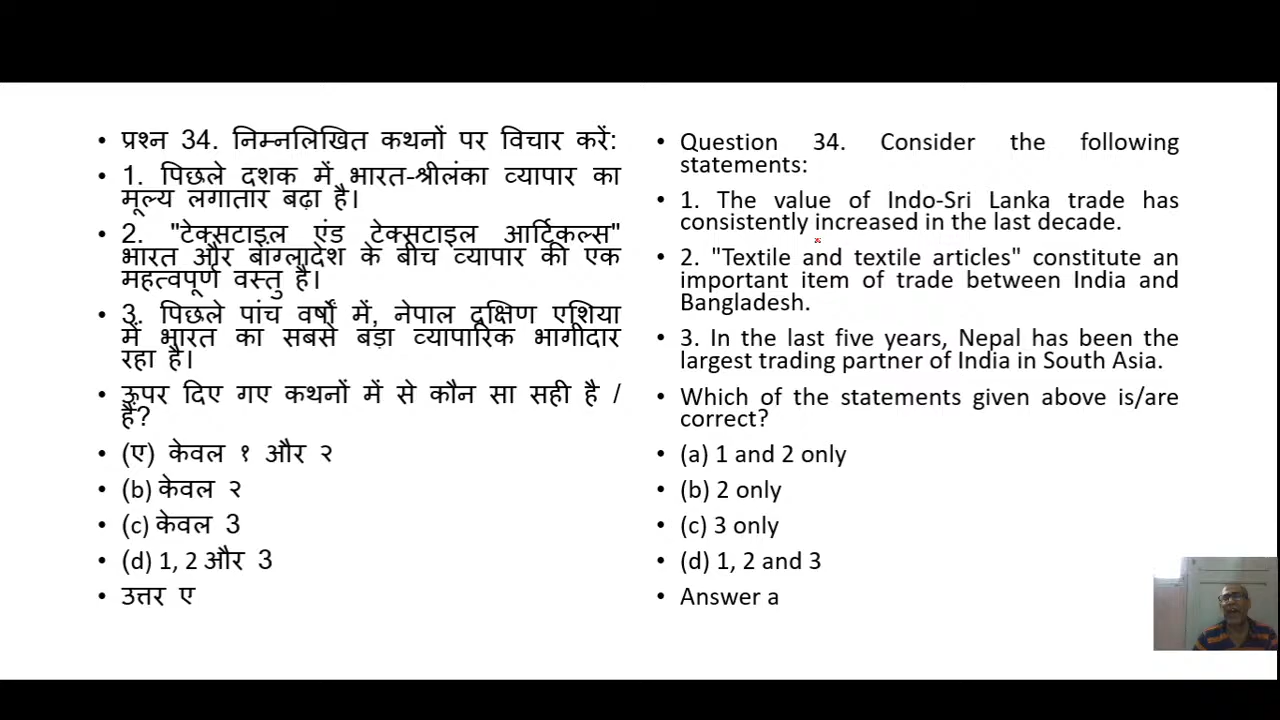 • प्रश्न 34. निम्नलिखित कथनों पर विचार करें:
• 1. पिछले दशक में भारत-श्रीलंका व्यापार का
मूल्य लगातार बढ़ा है।
• 2. "टेक्सटाइल एंड टेक्सटाइल आर्टिकल्स"
भारत और बांग्लादेश के बीच व्यापार की एक
महत्वपूर्ण वस्तु है।
• 3. पिछले पांच वर्षों में, नेपाल दक्षिण एशिया
में भारत का सबसे बड़ा व्यापारिक भागीदार
रहा है।
• ऊपर दिए गए कथनों में से कौन सा सही है /
हैं?
• (ए) केवल १ और २
• (b) केवल २
• (c) केवल 3
• (d) 1, 2 और 3
• उत्तर ए
• Question 34. Consider the following
statements:
• 1. The value of Indo-Sri Lanka trade has
consistently increased in the last decade.
• 2. "Textile and textile articles" constitute an
important item of trade between India and
Bangladesh.
• 3. In the last five years, Nepal has been the
largest trading partner of India in South Asia.
• Which of the statements given above is/are
correct?
• (a) 1 and 2 only
• (b) 2 only
• (c) 3 only
• (d) 1, 2 and 3
• Answer a